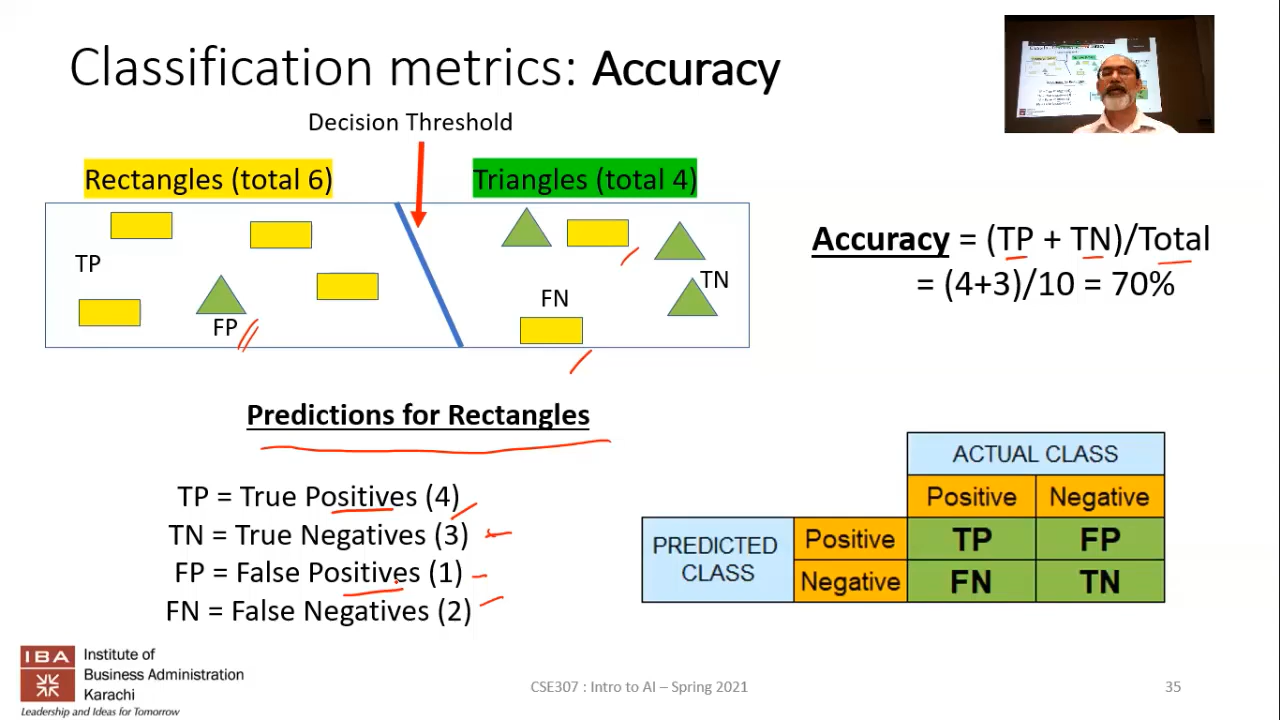 Classification metrics: Accuracy
Decision Threshold
Rectangles (total 6)
Triangles (total 4)
TP
FP
FN
TN
Accuracy = (TP + TN)/Total
= (4+3)/10 = 70%
Predictions for Rectangles
TP = True Positives (4)
TN = True Negatives (3)
FP = False Positives (1)
FN = False Negatives (2)
ACTUAL CLASS
Positive Negative
PREDICTED CLASS
Positive TP FP
Negative FN TN
IBA
Institute of
Business Administration
Karachi
Leadership and Ideas for Tomorrow
CSE307 : Intro to AI – Spring 2021
35